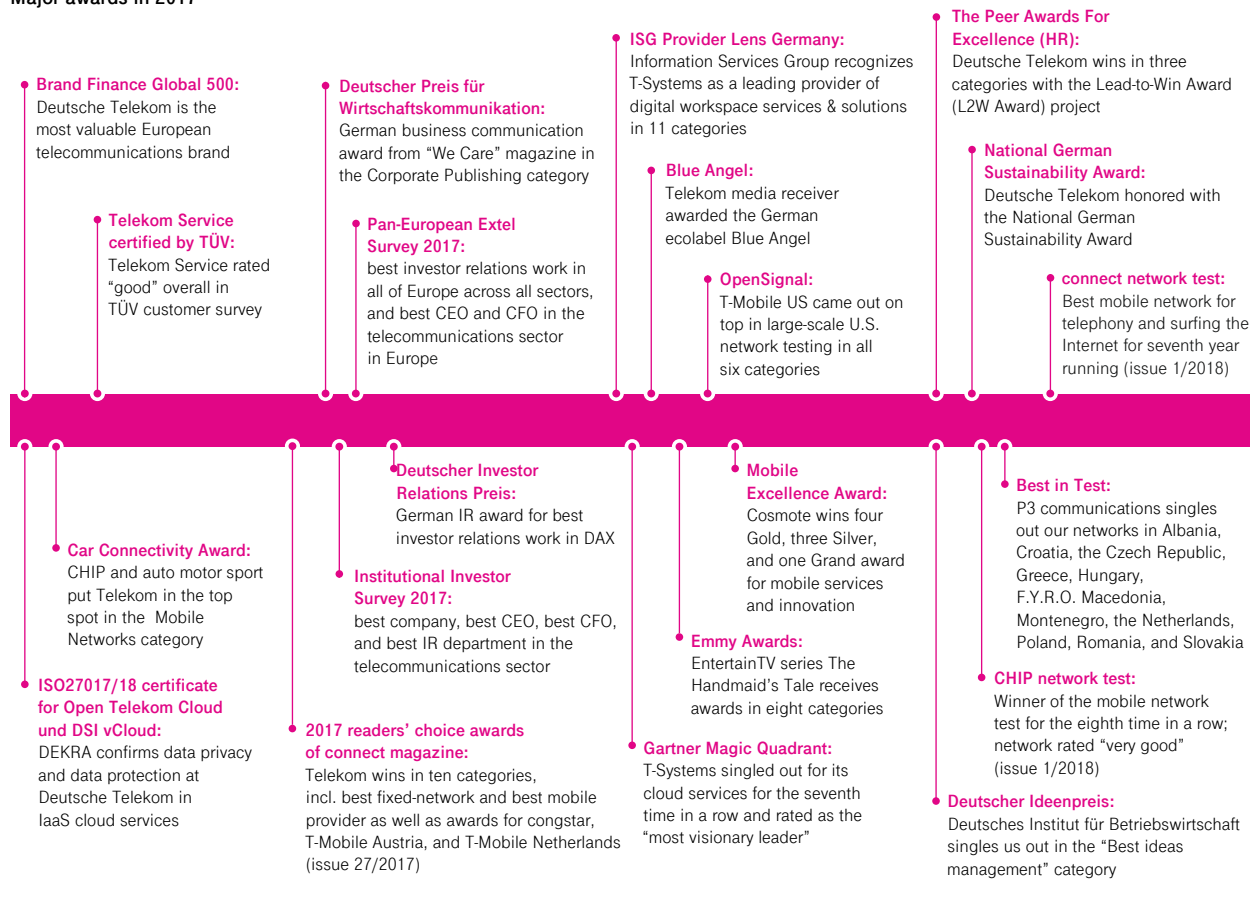 Major awards in 2017
Brand Finance Global 500:
Deutsche Telekom is the
most valuable European
telecommunications brand
Telekom Service
certified by TÜV:
Telekom Service rated
“good” overall in
TÜV customer survey
Deutscher Preis für
Wirtschaftskommunikation:
German business communication
award from “We Care” magazine in
the Corporate Publishing category
Pan-European Extel
Survey 2017:
best investor relations work in
all of Europe across all sectors,
and best CEO and CFO in the
telecommunications sector
in Europe
ISG Provider Lens Germany:
Information Services Group recognizes
T-Systems as a leading provider of
digital workspace services & solutions
in 11 categories
Blue Angel:
Telekom media receiver
awarded the German
ecolabel Blue Angel
OpenSignal:
T-Mobile US came out on
top in large-scale U.S.
network testing in all
six categories
The Peer Awards For
Excellence (HR):
Deutsche Telekom wins in three
categories with the Lead-to-Win Award
(L2W Award) project
National German
Sustainability Award:
Deutsche Telekom honored with
the National German
Sustainability Award
connect network test:
Best mobile network for
telephony and surfing the
Internet for seventh year
running (issue 1/2018)
Car Connectivity Award:
CHIP and auto motor sport
put Telekom in the top
spot in the Mobile
Networks category
ISO27017/18 certificate
for Open Telekom Cloud
und DSI vCloud:
DEKRA confirms data privacy
and data protection at
Deutsche Telekom in
IaaS cloud services
Deutscher Investor
Relations Preis:
German IR award for best
investor relations work in DAX
Institutional Investor
Survey 2017:
best company, best CEO, best CFO,
and best IR department in the
telecommunications sector
2017 readers’ choice awards
of connect magazine:
Telekom wins in ten categories,
incl. best fixed-network and best mobile
provider as well as awards for congstar,
T-Mobile Austria, and T-Mobile Netherlands
(issue 27/2017)
Mobile
Excellence Award:
Cosmote wins four
Gold, three Silver,
and one Grand award
for mobile services
and innovation
Emmy Awards:
EntertainTV series The
Handmaid’s Tale receives
awards in eight categories
Gartner Magic Quadrant:
T-Systems singled out for its
cloud services for the seventh
time in a row and rated as the
“most visionary leader”
Best in Test:
P3 communications singles
out our networks in Albania,
Croatia, the Czech Republic,
Greece, Hungary,
F.Y.R.O. Macedonia,
Montenegro, the Netherlands,
Poland, Romania, and Slovakia
CHIP network test:
Winner of the mobile network
test for the eighth time in a row;
network rated “very good”
(issue 1/2018)
Deutscher Ideenpreis:
Deutsches Institut für Betriebswirtschaft
singles us out in the “Best ideas
management” category